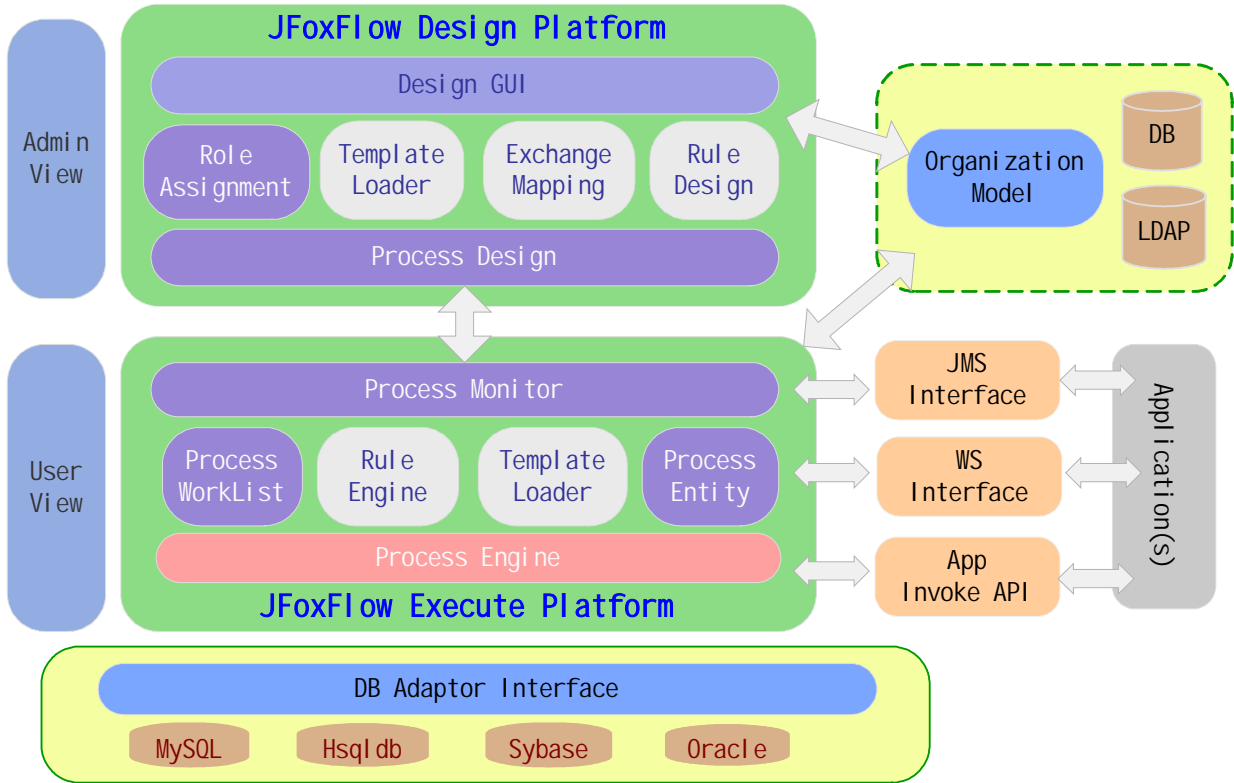 JFoxFlow Design Platform
Admin
View
Design GUI
Role
Assignment
Template
Loader
Exchange
Mapping
Rule
Design
Process Design
Organization
Model
DB
LDAP
User
View
Process Monitor
Process
WorkList
Rule
Engine
Template
Loader
Process
Entity
Process Engine
JFoxFlow Execute Platform
JMS
Interface
WS
Interface
App
Invoke API
Application(s)
DB Adaptor Interface
MySQL
Hsqldb
Sybase
Oracle